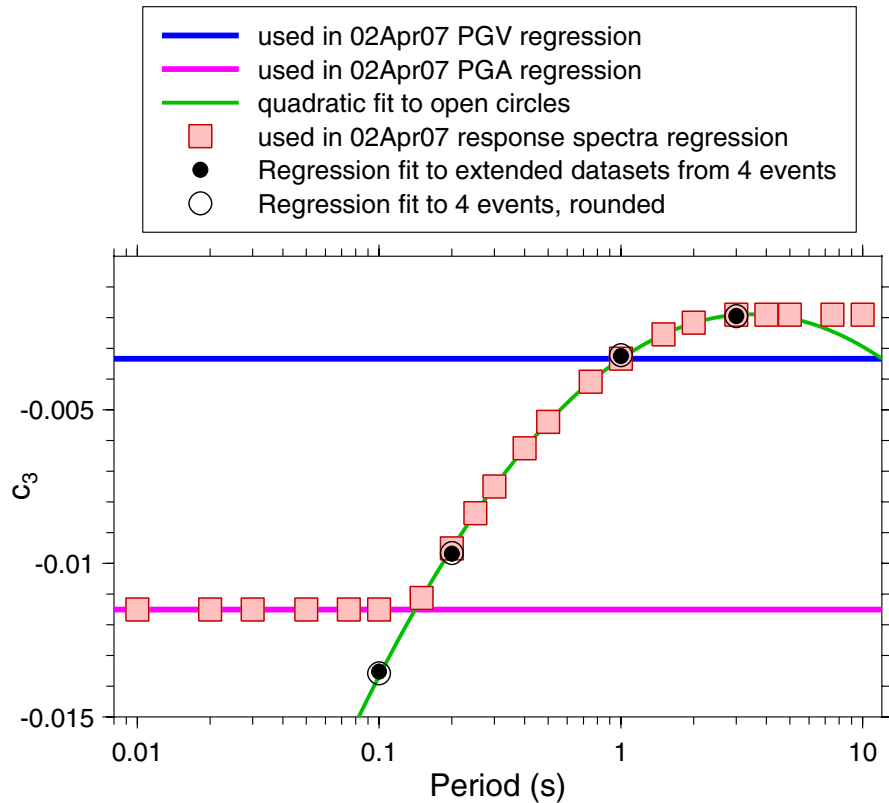 used in 02Apr07 PGV regression
used in 02Apr07 PGA regression
quadratic fit to open circles
used in 02Apr07 response spectra regression
Regression fit to extended datasets from 4 events
Regression fit to 4 events, rounded
-0.005
-0.01
-0.015
c₃
0.01 0.1 1 10
Period (s)